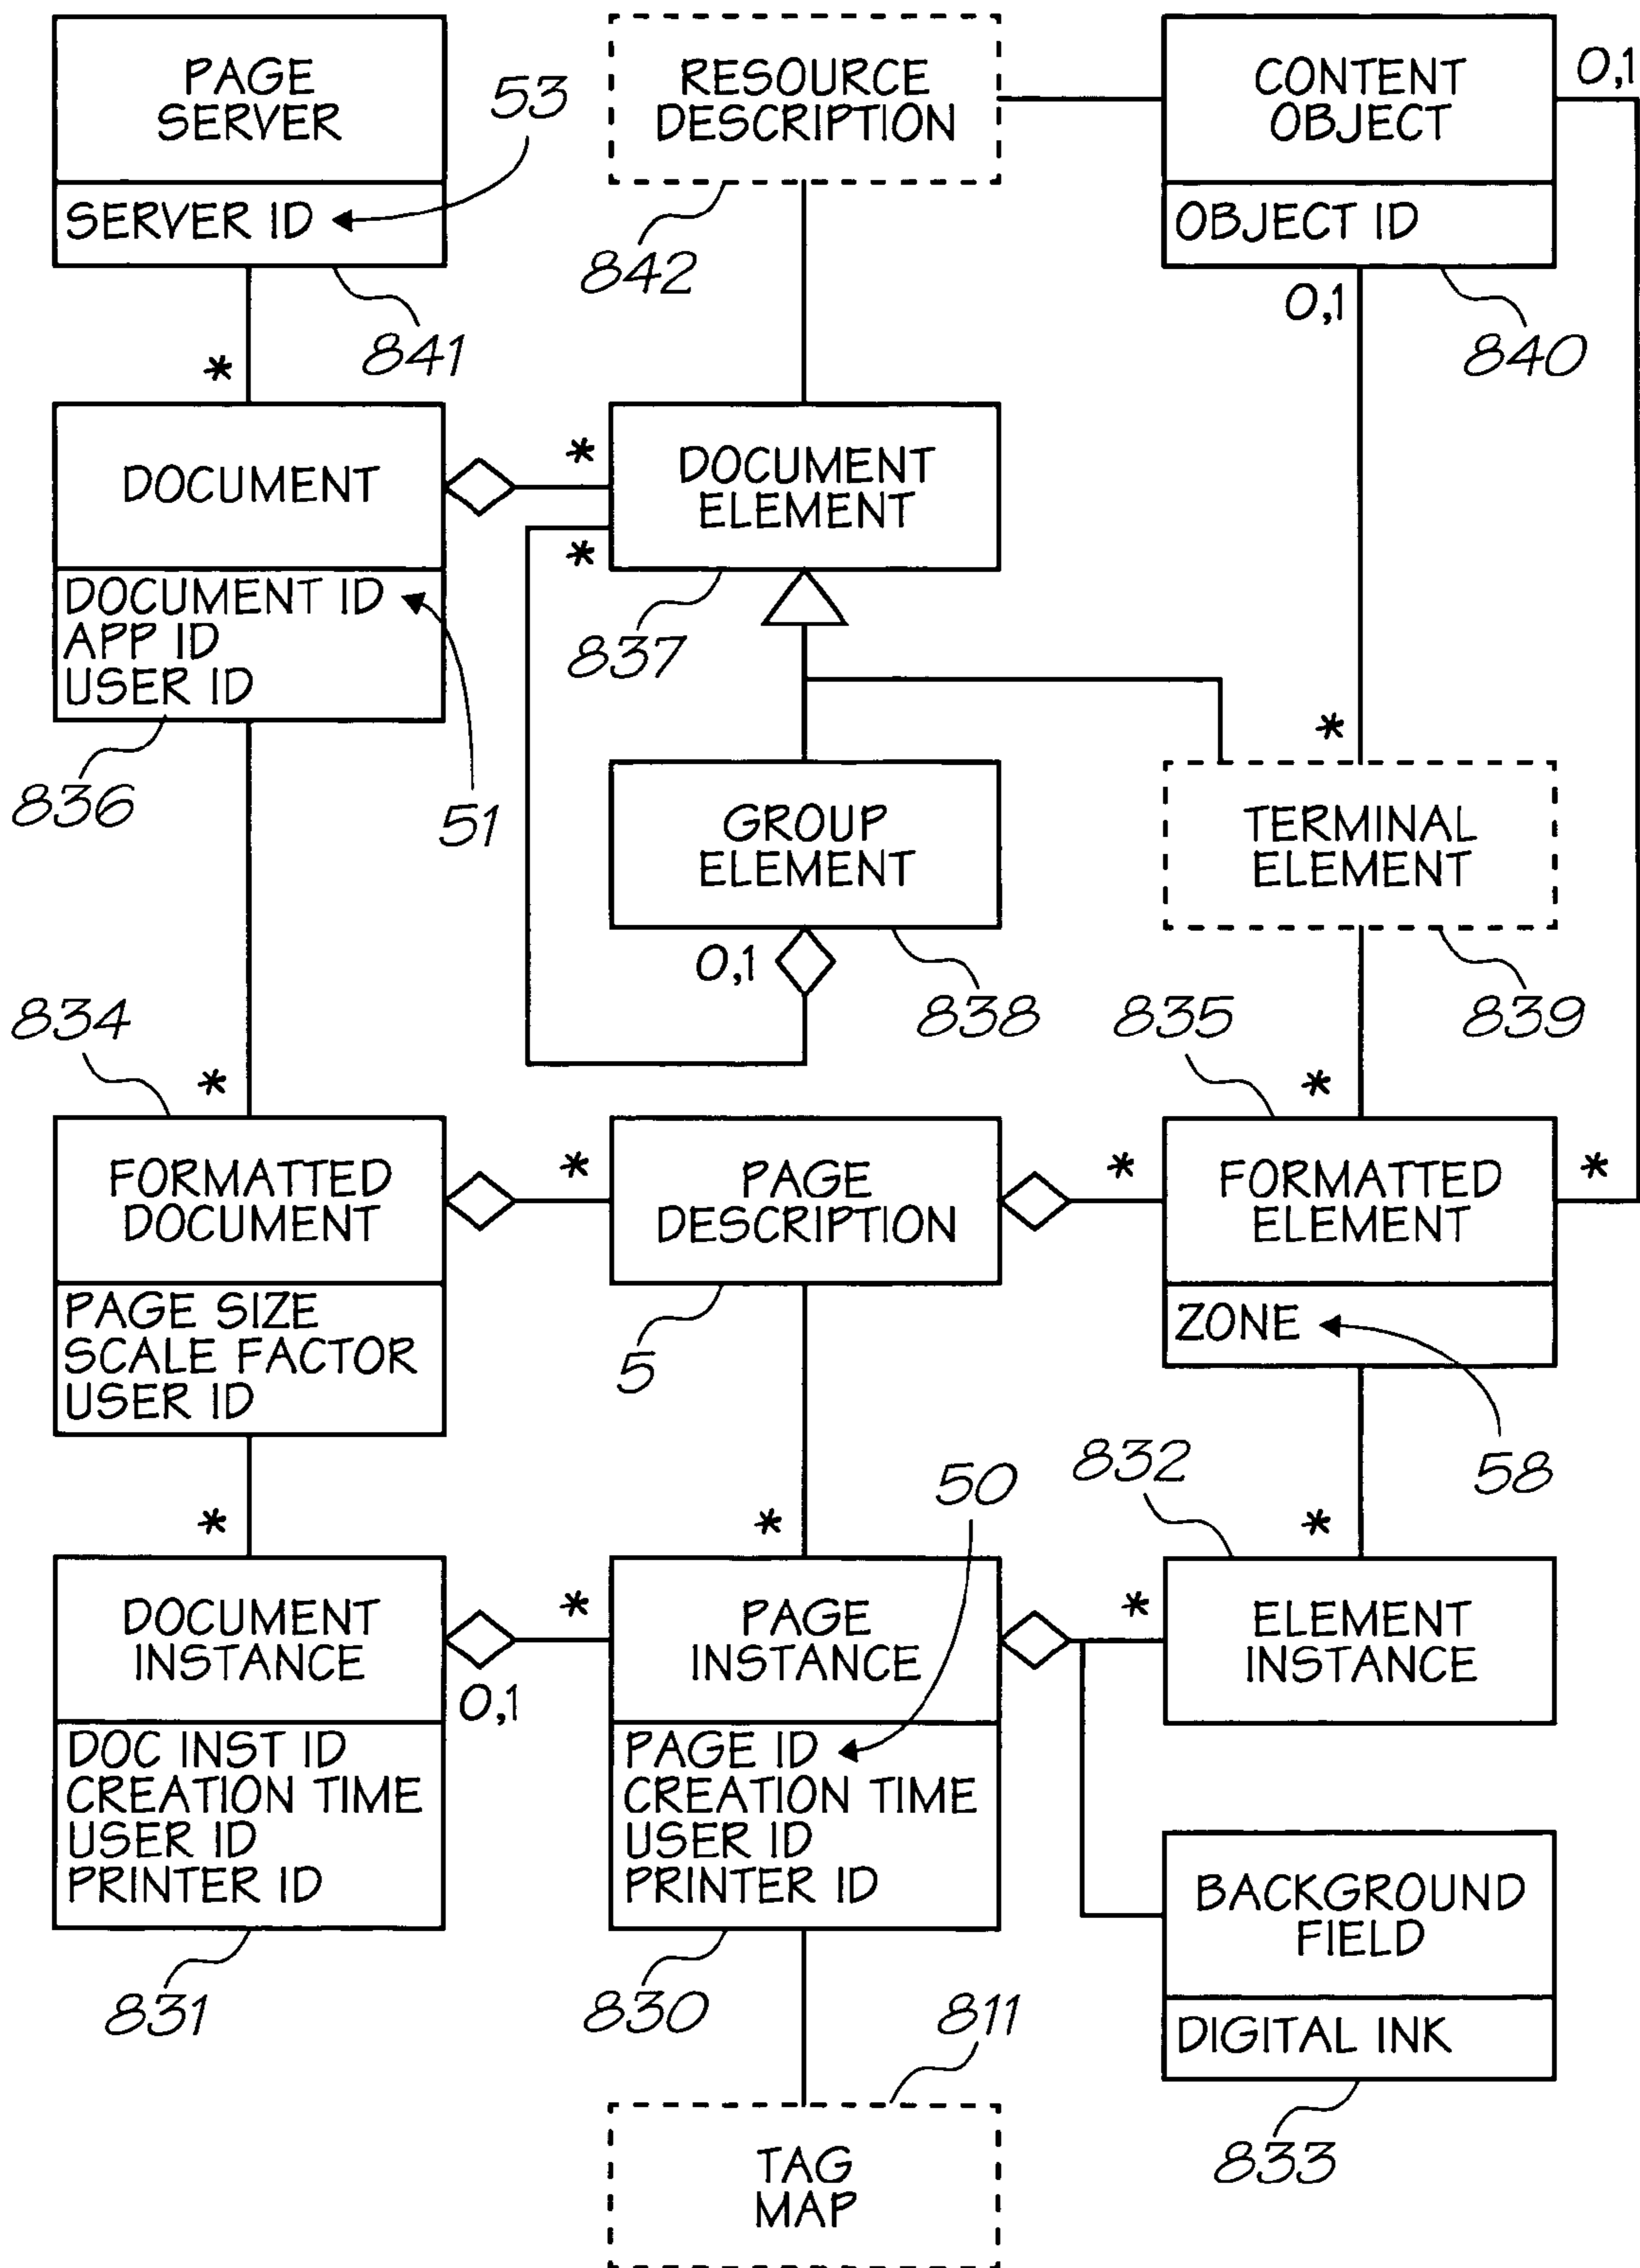 PAGE
SERVER
SERVER ID
53
841
RESOURCE
DESCRIPTION
842
CONTENT
OBJECT
OBJECT ID
0,1
0,1
840
*
DOCUMENT
DOCUMENT ID
APP ID
USER ID
836
51
*
*
DOCUMENT
ELEMENT
837
GROUP
ELEMENT
0,1
838
*
TERMINAL
ELEMENT
839
834
*
FORMATTED
DOCUMENT
PAGE SIZE
SCALE FACTOR
USER ID
*
PAGE
DESCRIPTION
5
835
*
*
*
FORMATTED
ELEMENT
ZONE
58
*
DOCUMENT
INSTANCE
DOC INST ID
CREATION TIME
USER ID
PRINTER ID
831
0,1
*
*
50
PAGE
INSTANCE
PAGE ID
CREATION TIME
USER ID
PRINTER ID
830
832
*
*
ELEMENT
INSTANCE
BACKGROUND
FIELD
DIGITAL INK
833
811
TAG
MAP